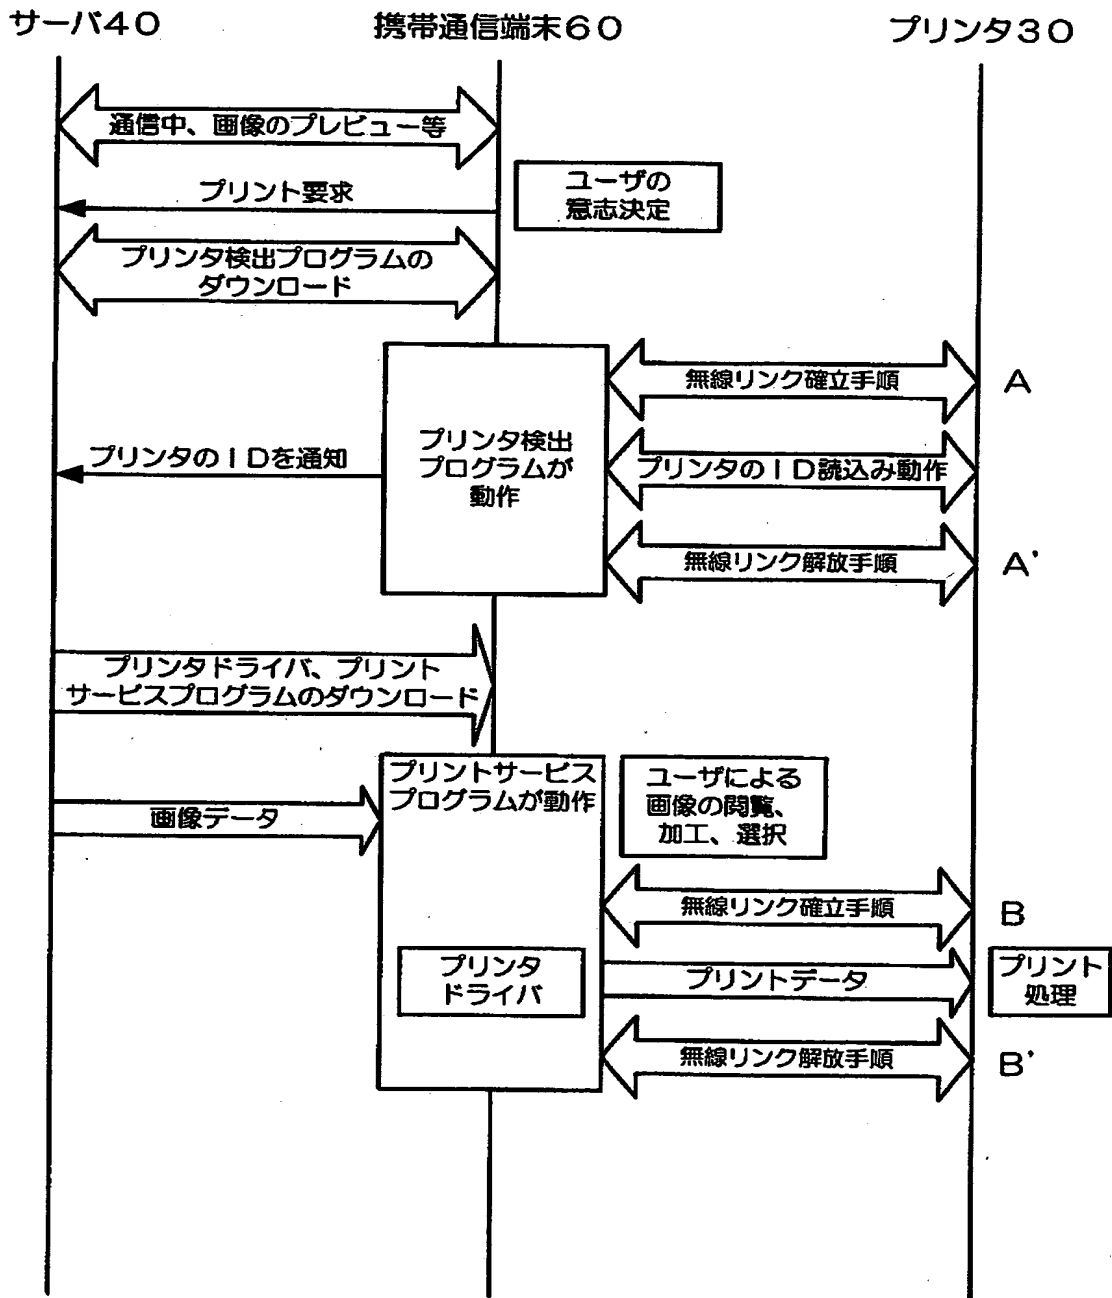 サーバ40
携帯通信端末60
プリンタ30
通信中、画像のプレビュー等
プリント要求
ユーザの
意志決定
プリンタ検出プログラムの
ダウンロード
無線リンク確立手順
A
プリンタ検出
プログラムが
動作
プリンタのIDを通知
プリンタのID読込み動作
無線リンク解放手順
A'
プリンタドライバ、プリント
サービスプログラムのダウンロード
プリントサービス
プログラムが動作
ユーザによる
画像の閲覧、
加工、選択
画像データ
無線リンク確立手順
B
プリンタ
ドライバ
プリントデータ
プリント
処理
無線リンク解放手順
B'